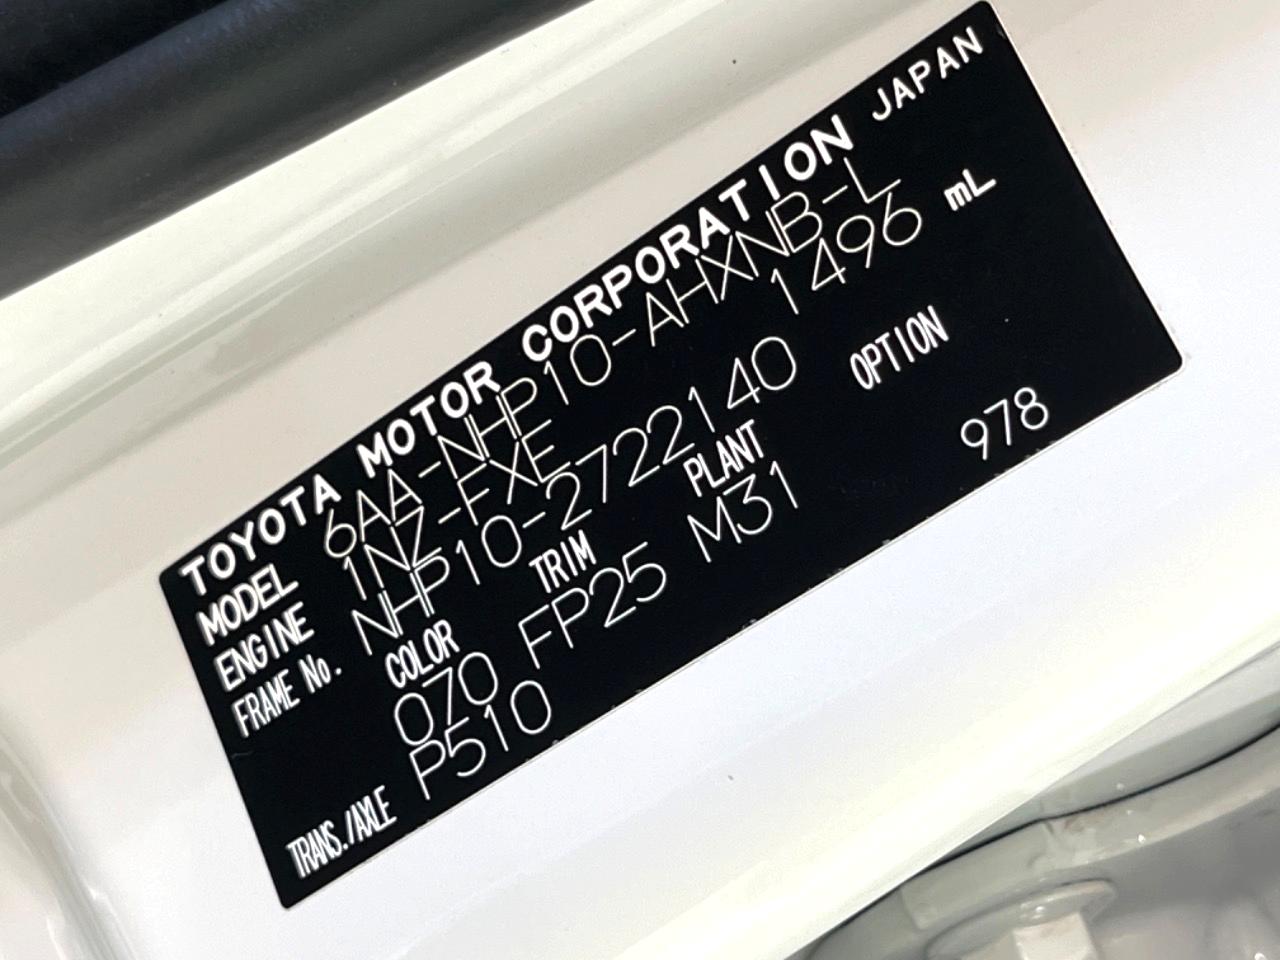 TOYOTA MOTOR CORPORATION JAPAN
MODEL 6AA-NHP10-AHXNB-L
ENGINE 1NZ-FXE 1496 mL
FRAME No. NHP10-2722140
COLOR TRIM PLANT OPTION
070 FP25 M31 978
TRANS./AXLE P510